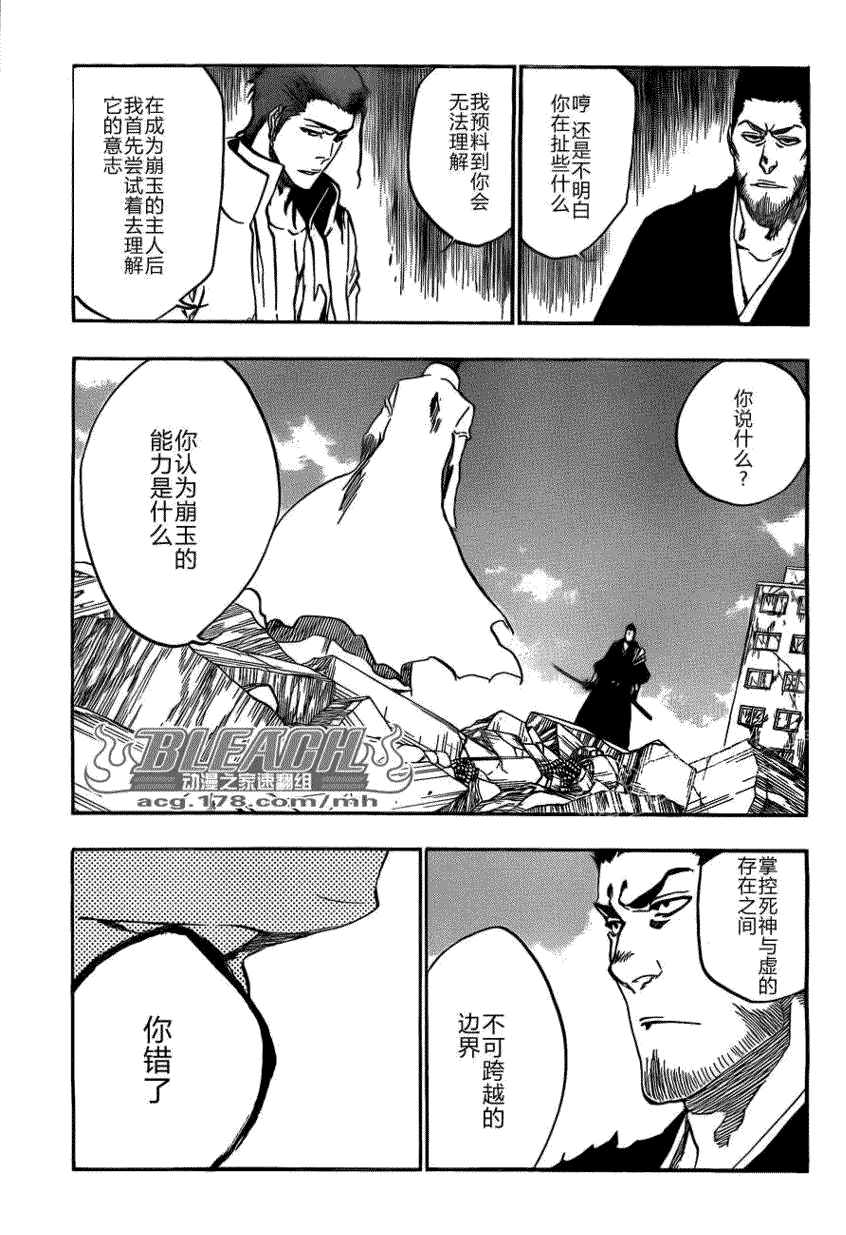 哼 还是不明白
你在扯些什么
我预料到你会
无法理解
在成为崩玉的主人后
我首先尝试着去理解
它的意志
你说什么？
你认为崩玉的
能力是什么
BLEACH
动漫之家速翻组
acg.178.com/mh
掌控死神与虚的
存在之间
不可跨越的
边界
你错了